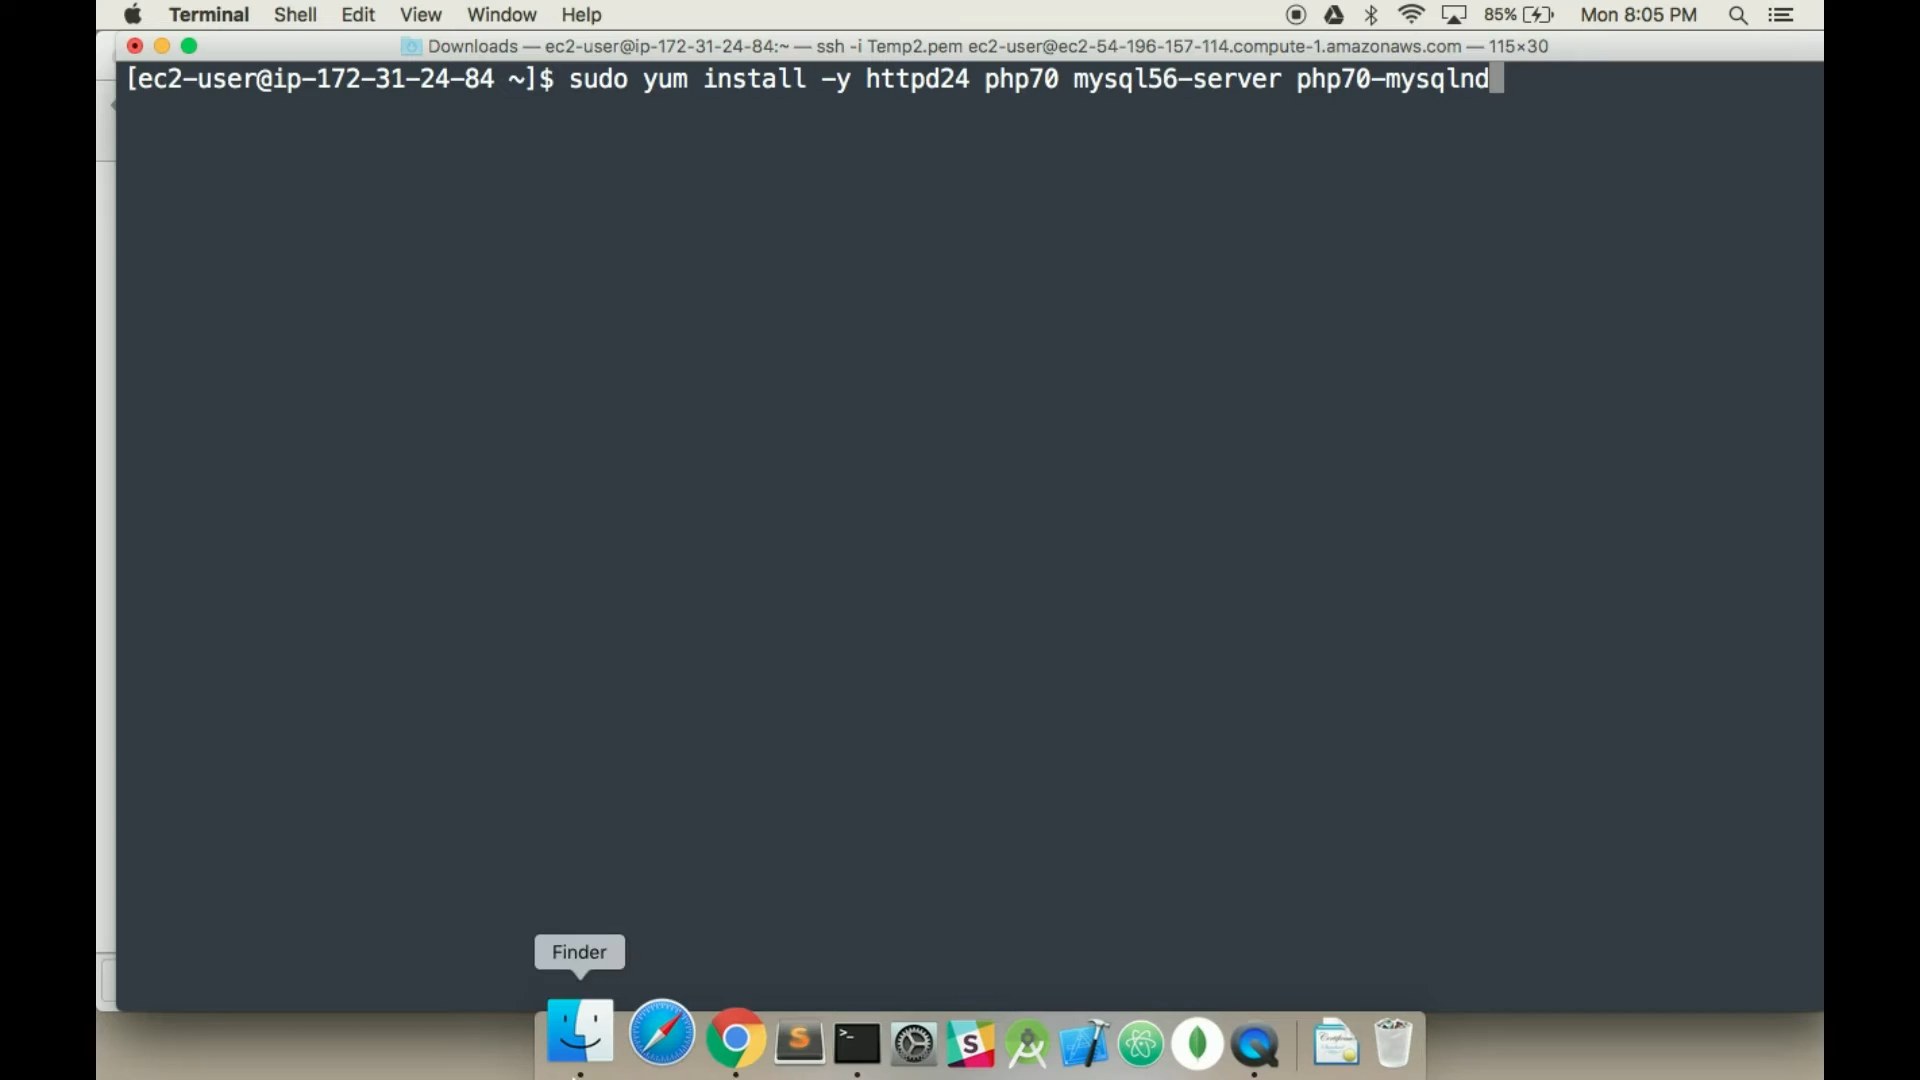 Terminal Shell Edit View Window Help 85% Mon 8:05 PM
Downloads — ec2-user@ip-172-31-24-84:~ — ssh -i Temp2.pem ec2-user@ec2-54-196-157-114.compute-1.amazonaws.com — 115×30
[ec2-user@ip-172-31-24-84 ~]$ sudo yum install -y httpd24 php70 mysql56-server php70-mysqlnd
Finder